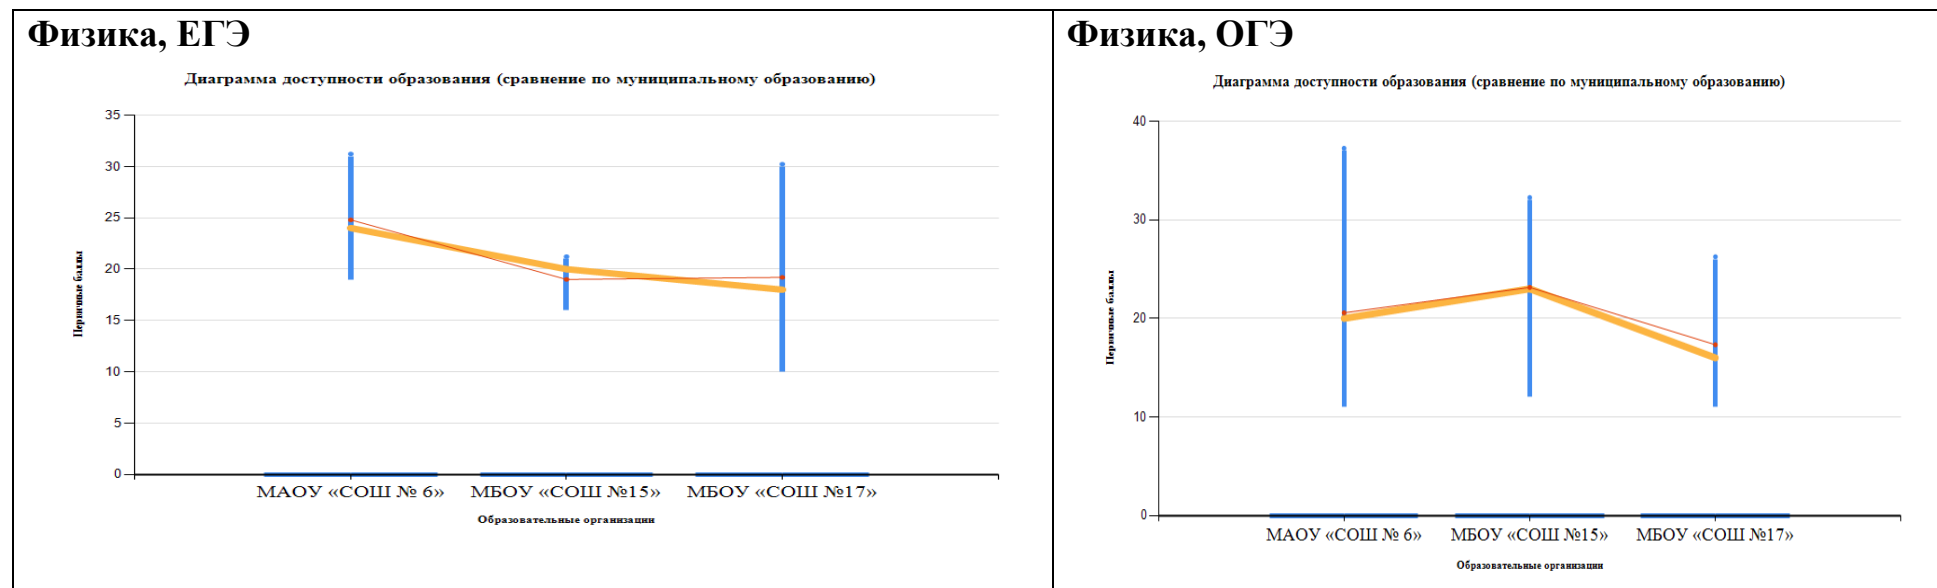 Физика, ЕГЭ
Диаграмма доступности образования (сравнение по муниципальному образованию)
35
30
25
20
15
10
5
0
Первичные баллы
МАОУ «СОШ № 6» МБОУ «СОШ №15» МБОУ «СОШ №17»
Образовательные организации
Физика, ОГЭ
Диаграмма доступности образования (сравнение по муниципальному образованию)
40
30
20
10
0
Первичные баллы
МАОУ «СОШ № 6» МБОУ «СОШ №15» МБОУ «СОШ №17»
Образовательные организации